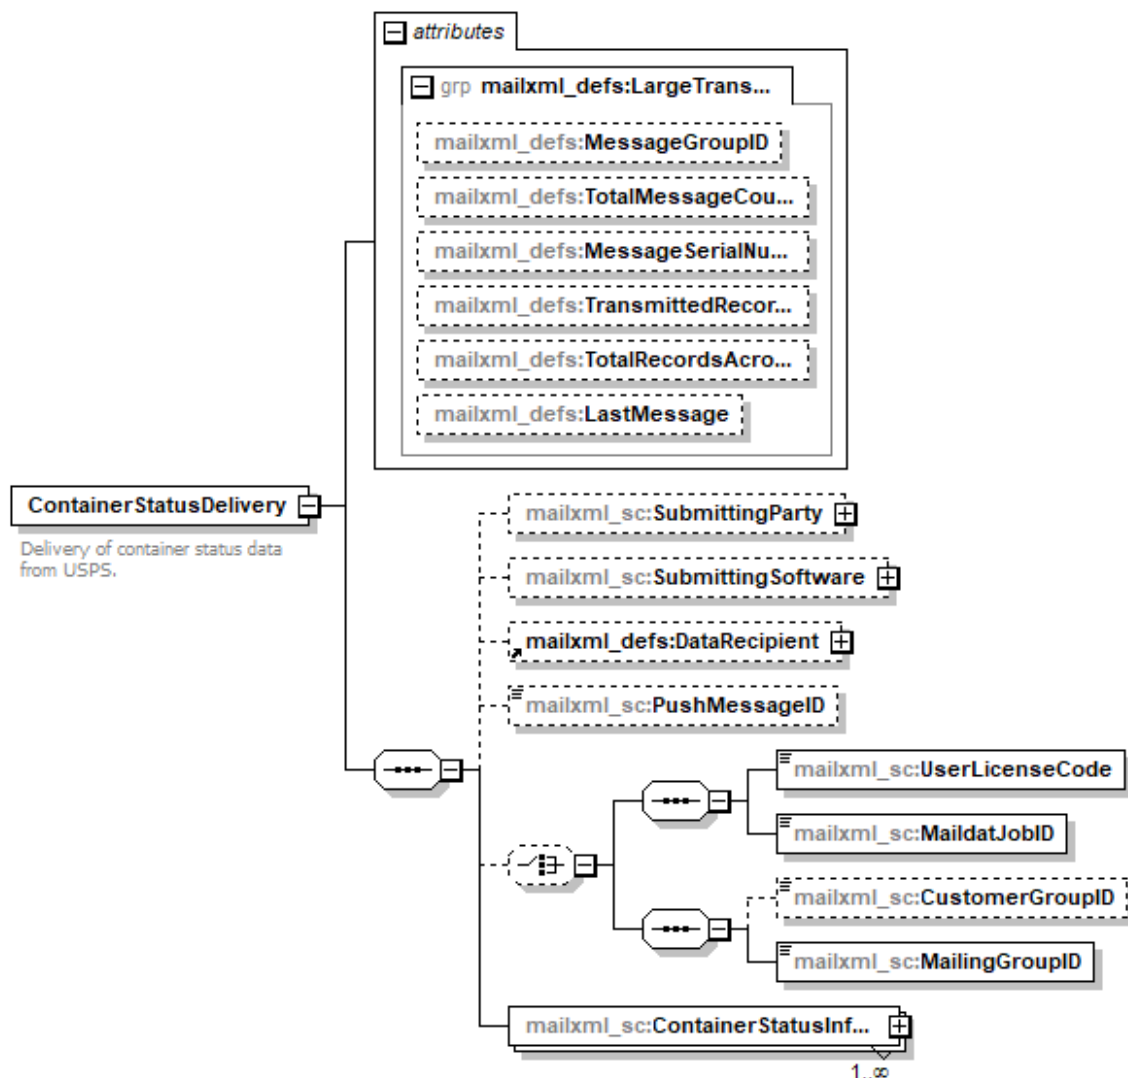 attributes
grp mailxml_defs:LargeTrans...
mailxml_defs:MessageGroupID
mailxml_defs:TotalMessageCou...
mailxml_defs:MessageSerialNu...
mailxml_defs:TransmittedRecor...
mailxml_defs:TotalRecordsAcro...
mailxml_defs:LastMessage
ContainerStatusDelivery
Delivery of container status data
from USPS.
mailxml_sc:SubmittingParty
mailxml_sc:SubmittingSoftware
mailxml_defs:DataRecipient
mailxml_sc:PushMessageID
mailxml_sc:UserLicenseCode
mailxml_sc:MaildatJobID
mailxml_sc:CustomerGroupID
mailxml_sc:MailingGroupID
mailxml_sc:ContainerStatusInf...
1..∞